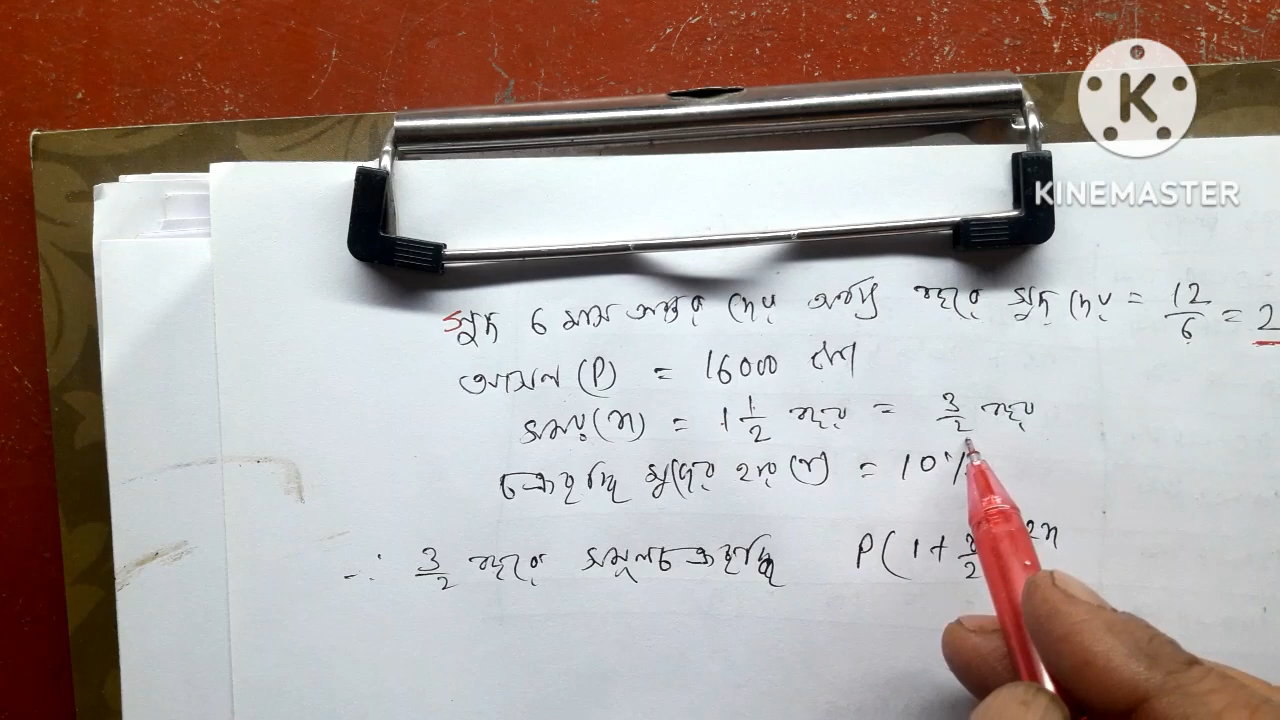 K
KINEMASTER
সুদ 6 মাস অন্তর দেয় অর্থাৎ বছরে সুদ দেয় = 12/6 = 2
আসল (P) = 16000 টাকা
সময় (n) = 1 1/2 বছর = 3/2 বছর
চক্রবৃদ্ধি সুদের হার (r) = 10%
∴ 3/2 বছরে সমূলচক্রবৃদ্ধি P(1+ 2 2n